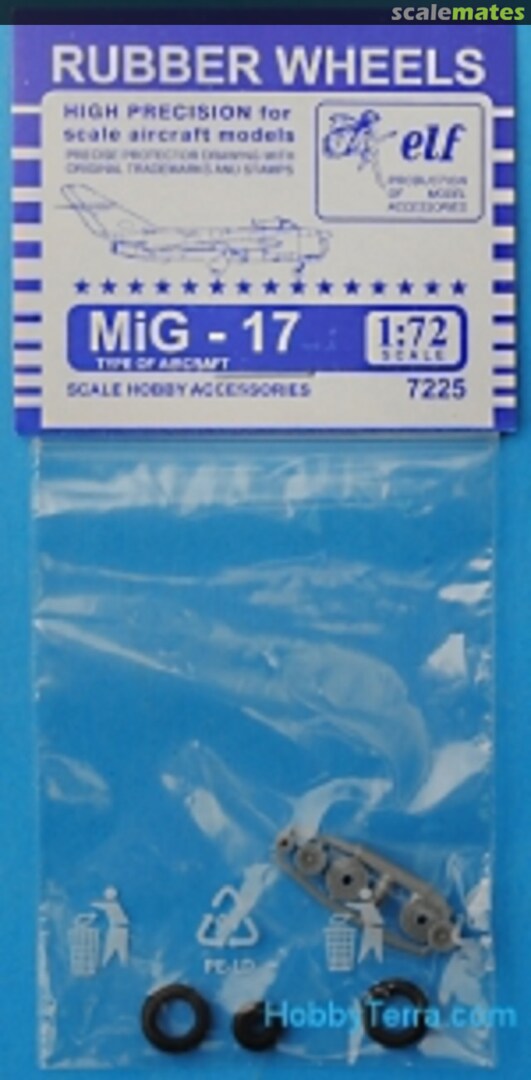 scalemates
RUBBER WHEELS
HIGH PRECISION for
scale aircraft models
PRECISE PROTECTOR DRAWING WITH
ORIGINAL TRADEMARKS AND STAMPS
elf
PRODUCTION
OF MODEL
ACCESSORIES
MiG - 17
TYPE OF AIRCRAFT
1:72
SCALE
SCALE HOBBY ACCESSORIES
7225
PE-LD
HobbyTerra.com